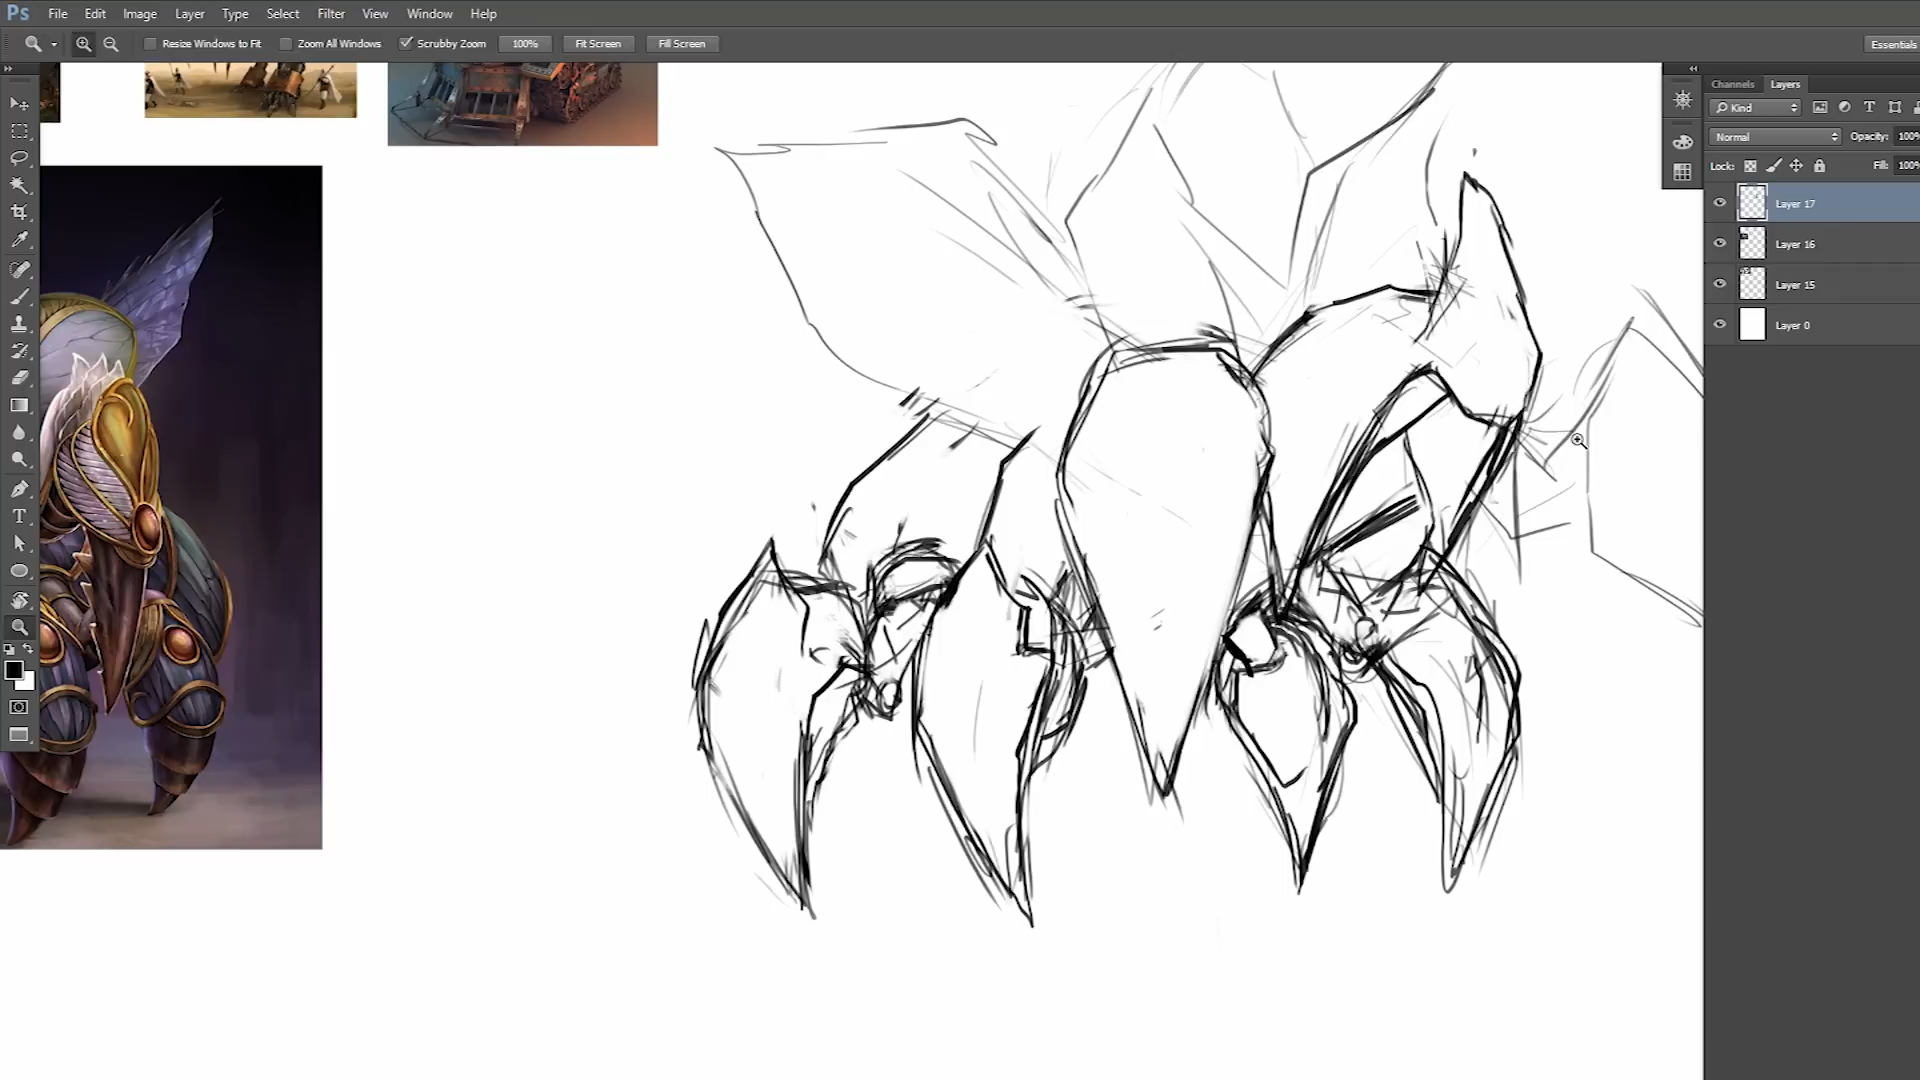 Ps File Edit Image Layer Type Select Filter View Window Help
Resize Windows to Fit Zoom All Windows Scrubby Zoom 100% Fit Screen Fill Screen Essentials
Channels Layers
Kind T
Normal Opacity: 100%
Lock: Fill: 100%
Layer 17
Layer 16
Layer 15
Layer 0
T